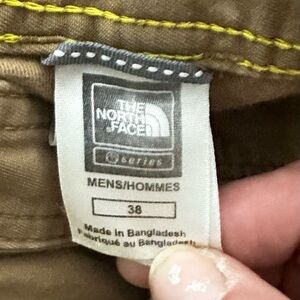 THE
NORTH
FACE
series
MENS/HOMMES
38
Made in Bangladesh
Fabriqué au Bangladesh